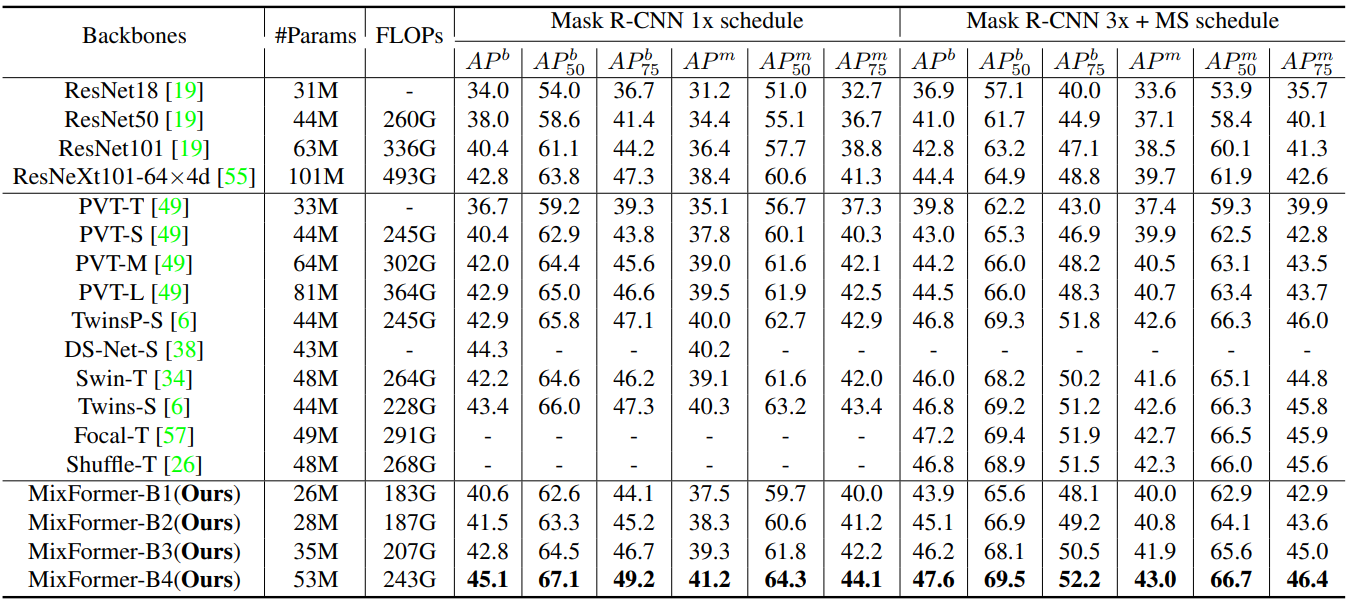 Backbones #Params FLOPs Mask R-CNN 1x schedule Mask R-CNN 3x + MS schedule
AP^b AP^b_50 AP^b_75 AP^m AP^m_50 AP^m_75 AP^b AP^b_50 AP^b_75 AP^m AP^m_50 AP^m_75
ResNet18 [19] 31M - 34.0 54.0 36.7 31.2 51.0 32.7 36.9 57.1 40.0 33.6 53.9 35.7
ResNet50 [19] 44M 260G 38.0 58.6 41.4 34.4 55.1 36.7 41.0 61.7 44.9 37.1 58.4 40.1
ResNet101 [19] 63M 336G 40.4 61.1 44.2 36.4 57.7 38.8 42.8 63.2 47.1 38.5 60.1 41.3
ResNeXt101-64×4d [55] 101M 493G 42.8 63.8 47.3 38.4 60.6 41.3 44.4 64.9 48.8 39.7 61.9 42.6
PVT-T [49] 33M - 36.7 59.2 39.3 35.1 56.7 37.3 39.8 62.2 43.0 37.4 59.3 39.9
PVT-S [49] 44M 245G 40.4 62.9 43.8 37.8 60.1 40.3 43.0 65.3 46.9 39.9 62.5 42.8
PVT-M [49] 64M 302G 42.0 64.4 45.6 39.0 61.6 42.1 44.2 66.0 48.2 40.5 63.1 43.5
PVT-L [49] 81M 364G 42.9 65.0 46.6 39.5 61.9 42.5 44.5 66.0 48.3 40.7 63.4 43.7
TwinsP-S [6] 44M 245G 42.9 65.8 47.1 40.0 62.7 42.9 46.8 69.3 51.8 42.6 66.3 46.0
DS-Net-S [38] 43M - 44.3 - - 40.2 - - - - - - - -
Swin-T [34] 48M 264G 42.2 64.6 46.2 39.1 61.6 42.0 46.0 68.2 50.2 41.6 65.1 44.8
Twins-S [6] 44M 228G 43.4 66.0 47.3 40.3 63.2 43.4 46.8 69.2 51.2 42.6 66.3 45.8
Focal-T [57] 49M 291G - - - - - - 47.2 69.4 51.9 42.7 66.5 45.9
Shuffle-T [26] 48M 268G - - - - - - 46.8 68.9 51.5 42.3 66.0 45.6
MixFormer-B1(Ours) 26M 183G 40.6 62.6 44.1 37.5 59.7 40.0 43.9 65.6 48.1 40.0 62.9 42.9
MixFormer-B2(Ours) 28M 187G 41.5 63.3 45.2 38.3 60.6 41.2 45.1 66.9 49.2 40.8 64.1 43.6
MixFormer-B3(Ours) 35M 207G 42.8 64.5 46.7 39.3 61.8 42.2 46.2 68.1 50.5 41.9 65.6 45.0
MixFormer-B4(Ours) 53M 243G 45.1 67.1 49.2 41.2 64.3 44.1 47.6 69.5 52.2 43.0 66.7 46.4